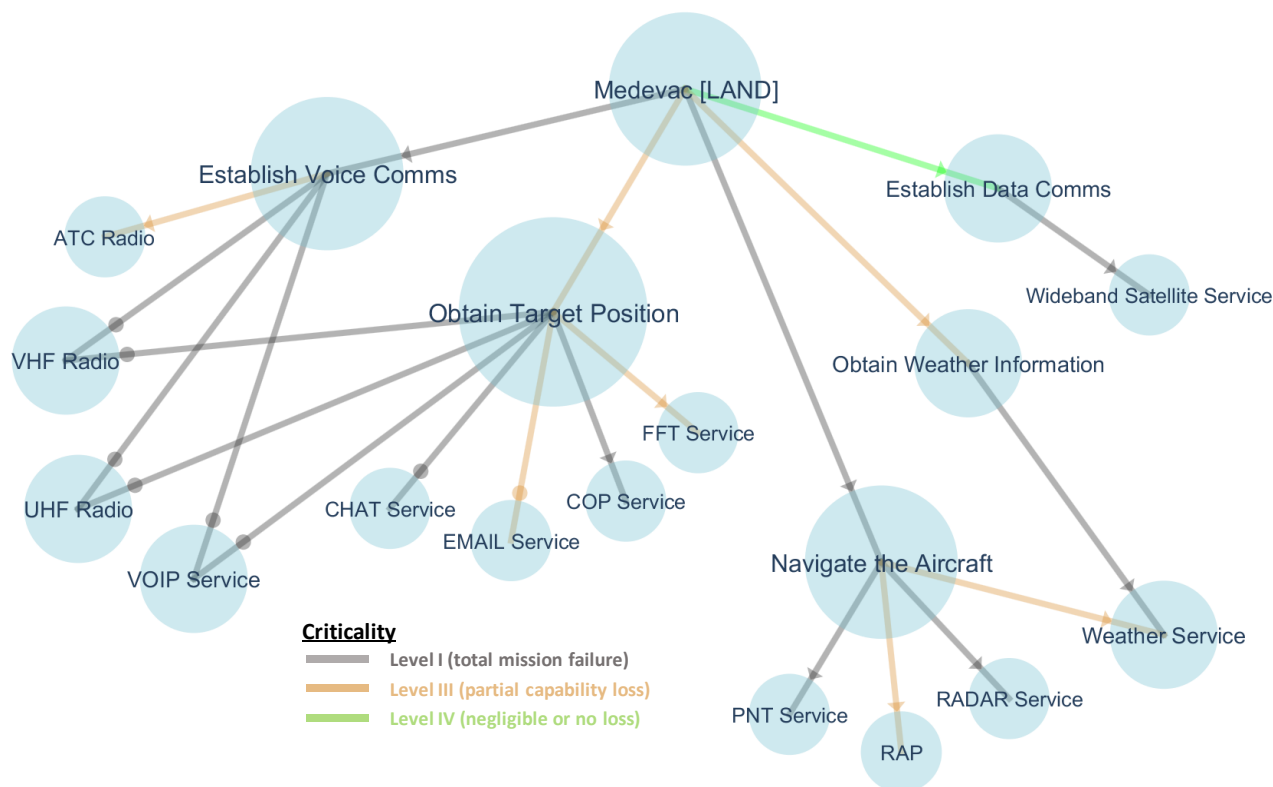 Medevac [LAND]
Establish Voice Comms
Establish Data Comms
ATC Radio
Wideband Satellite Service
Obtain Target Position
VHF Radio
Obtain Weather Information
FFT Service
UHF Radio
CHAT Service
COP Service
EMAIL Service
VOIP Service
Navigate the Aircraft
Weather Service
Criticality
Level I (total mission failure)
Level III (partial capability loss)
Level IV (negligible or no loss)
PNT Service
RADAR Service
RAP